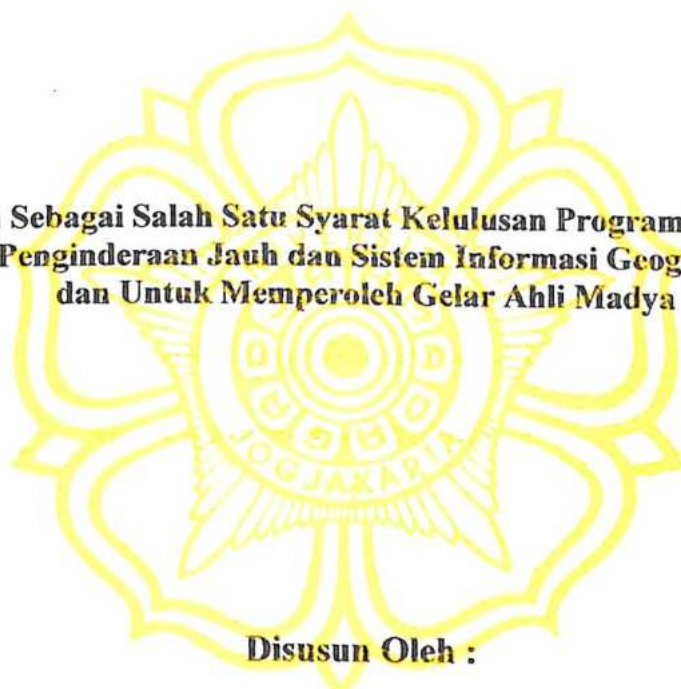 Sebagai Salah Satu Syarat Kelulusan Program
Penginderaan Jauh dan Sistem Informasi Geog
dan Untuk Memperoleh Gelar Ahli Madya
JOGJAKARTA
Disusun Oleh :